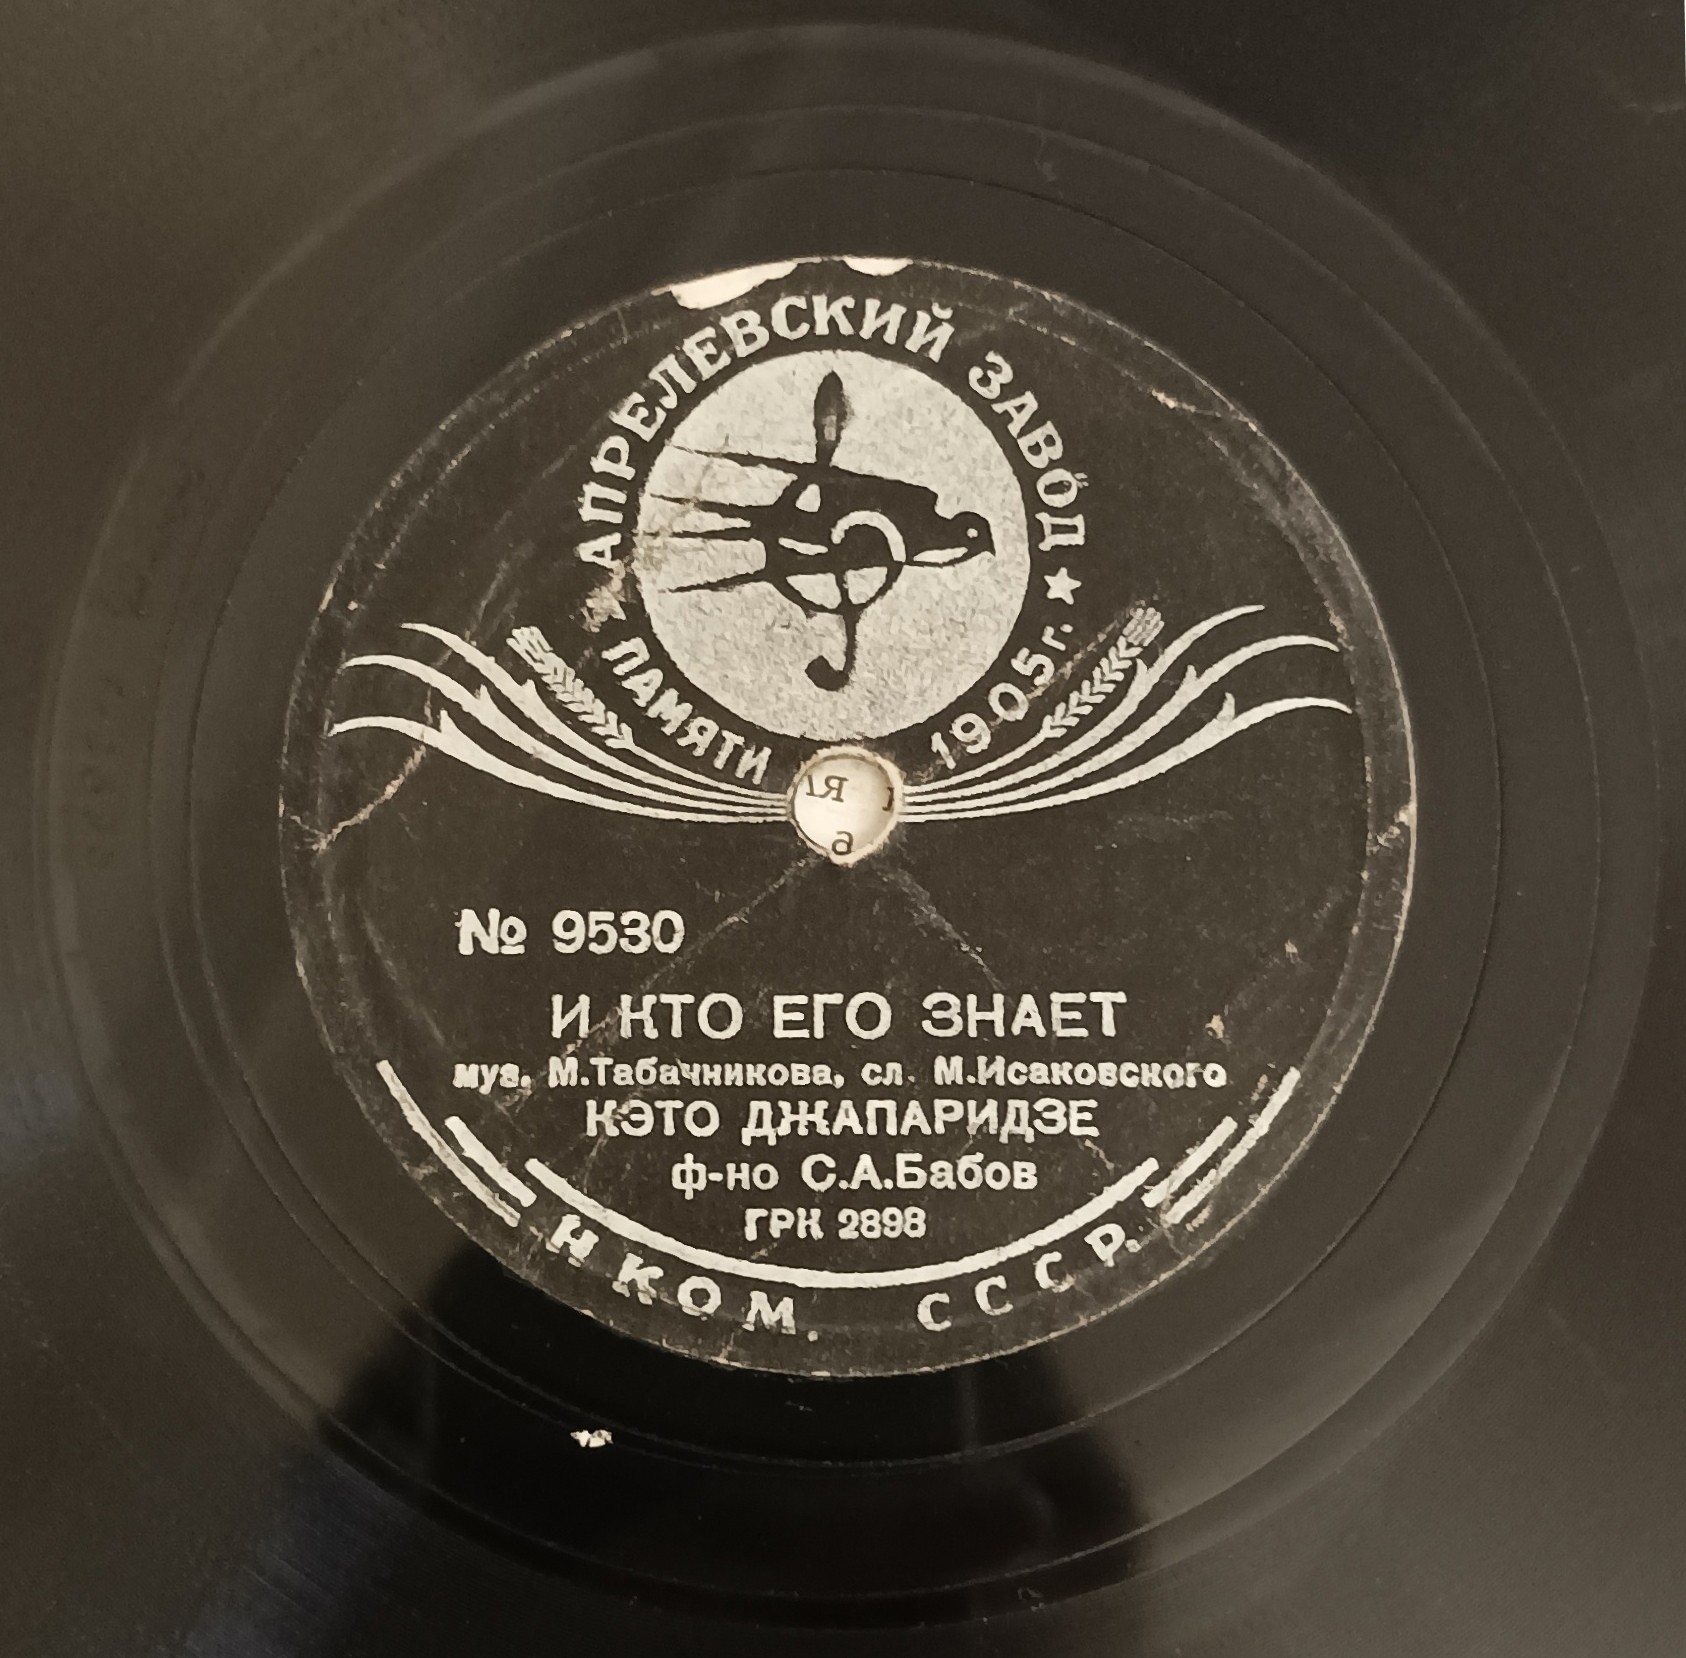 АПРЕЛЕВСКИЙ ЗАВОД
ПАМЯТИ 1905 г.
№ 9530
И КТО ЕГО ЗНАЕТ
муз. М.Табачникова, сл. М.Исаковского
КЭТО ДЖАПАРИДЗЕ
ф-но С.А.Бабов
ГРК 2898
НКОМ. СССР.